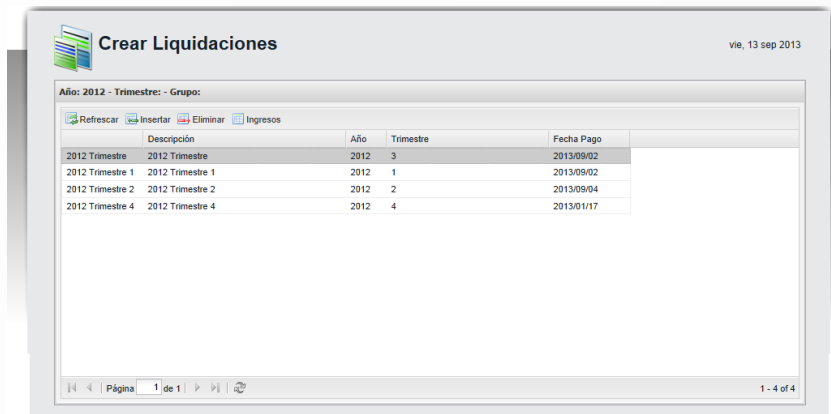 Crear Liquidaciones
vie, 13 sep 2013
Año: 2012 - Trimestre: - Grupo:
Refrescar Insertar Eliminar Ingresos
Descripción Año Trimestre Fecha Pago
2012 Trimestre 2012 Trimestre 2012 3 2013/09/02
2012 Trimestre 1 2012 Trimestre 1 2012 1 2013/09/02
2012 Trimestre 2 2012 Trimestre 2 2012 2 2013/09/04
2012 Trimestre 4 2012 Trimestre 4 2012 4 2013/01/17
Página 1 de 1 1 - 4 of 4